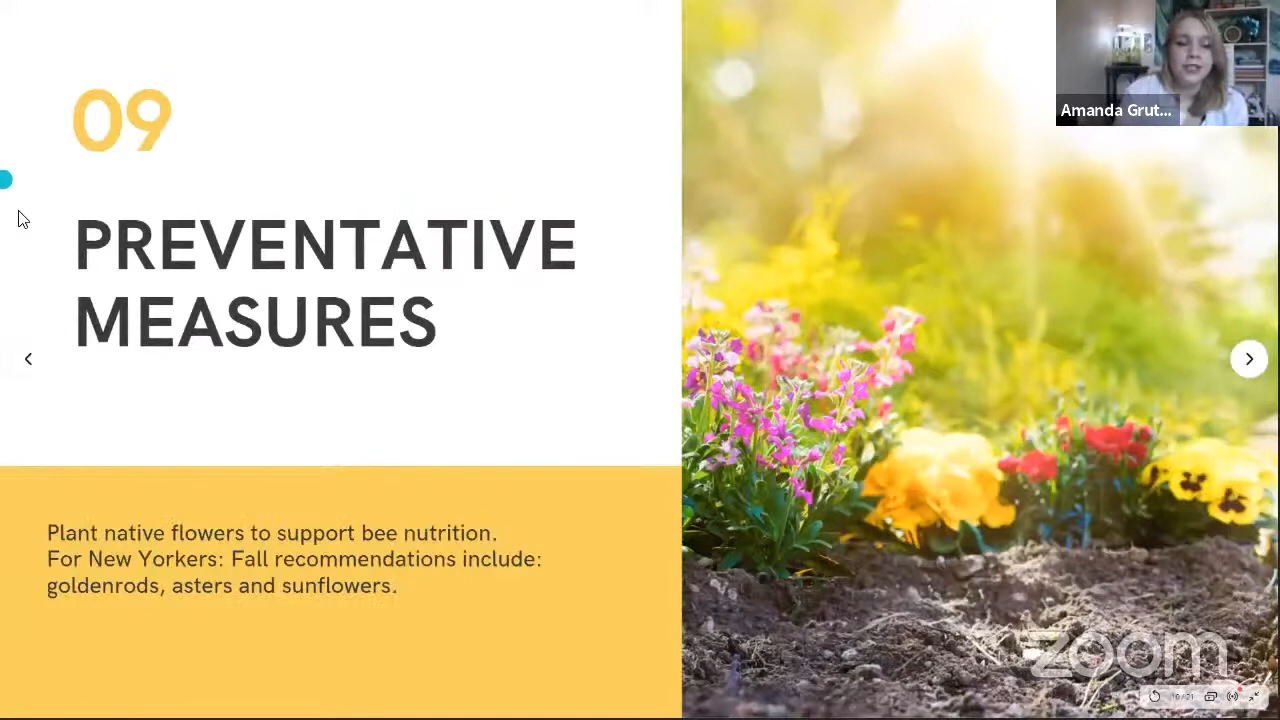 09
PREVENTATIVE
MEASURES
Plant native flowers to support bee nutrition.
For New Yorkers: Fall recommendations include:
goldenrods, asters and sunflowers.
Amanda Grut...
zoom